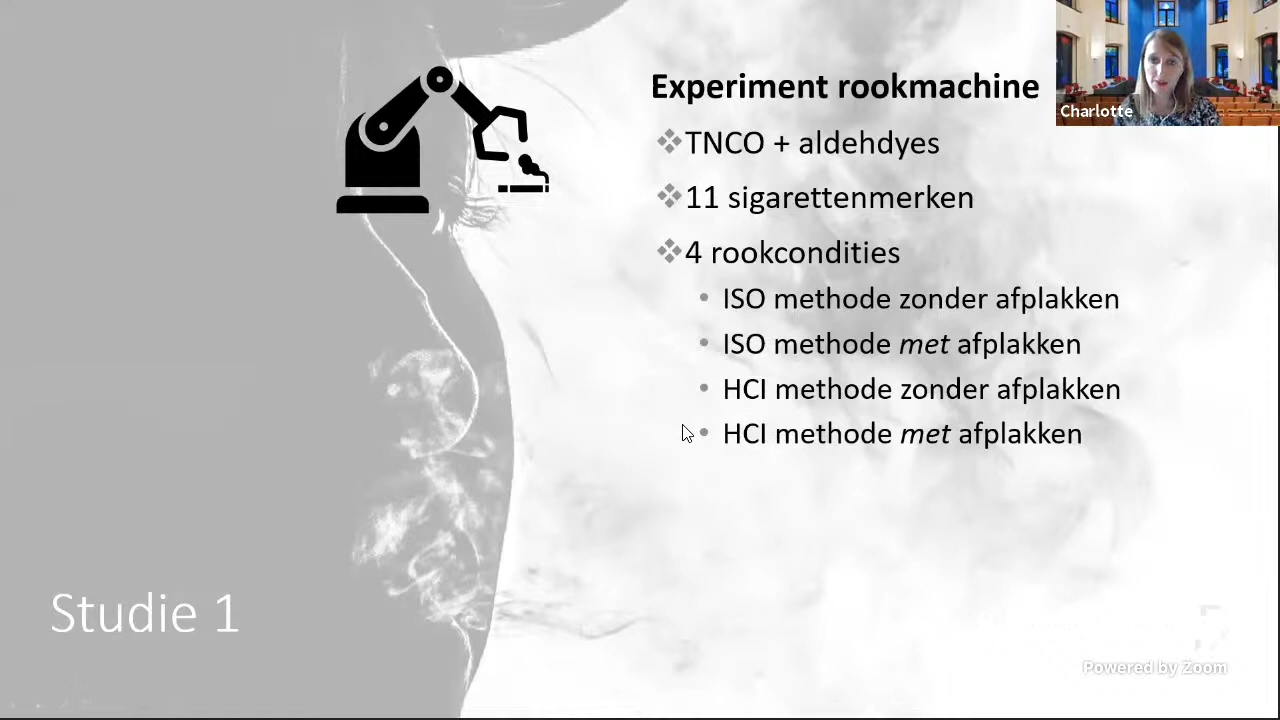 Experiment rookmachine
Charlotte
TNCO + aldehdyes
11 sigarettenmerken
4 rookcondities
ISO methode zonder afplakken
ISO methode met afplakken
HCI methode zonder afplakken
HCI methode met afplakken
Studie 1
Powered by Zoom